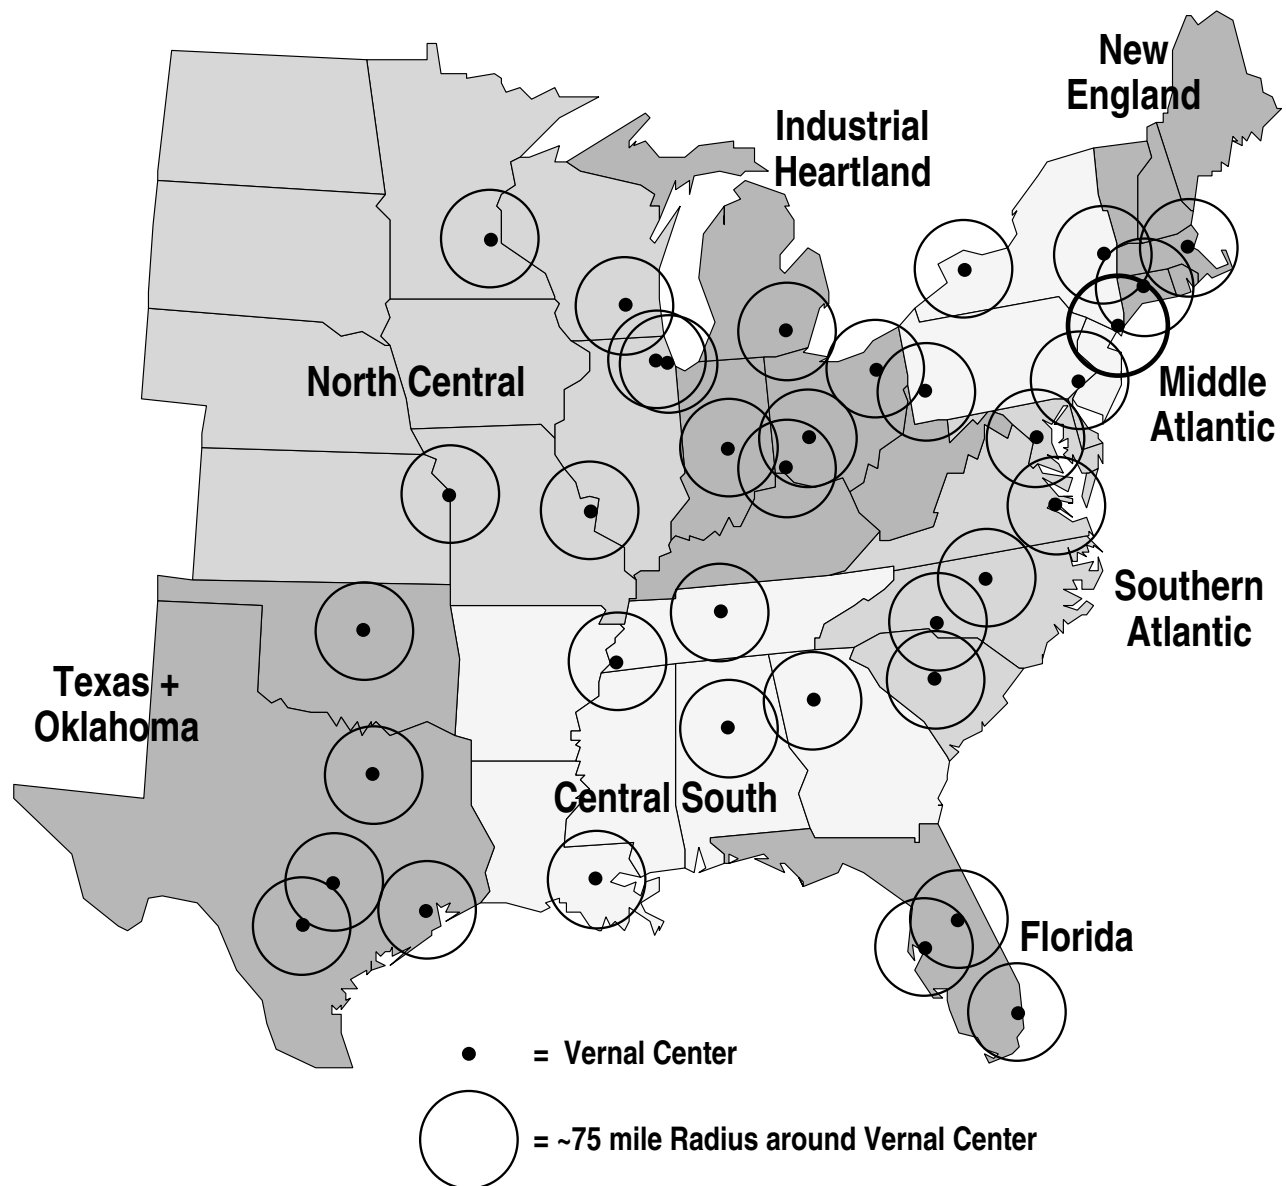 New
England
Industrial
Heartland
North Central
Middle
Atlantic
Southern
Atlantic
Texas +
Oklahoma
Central South
Florida
= Vernal Center
= ~75 mile Radius around Vernal Center